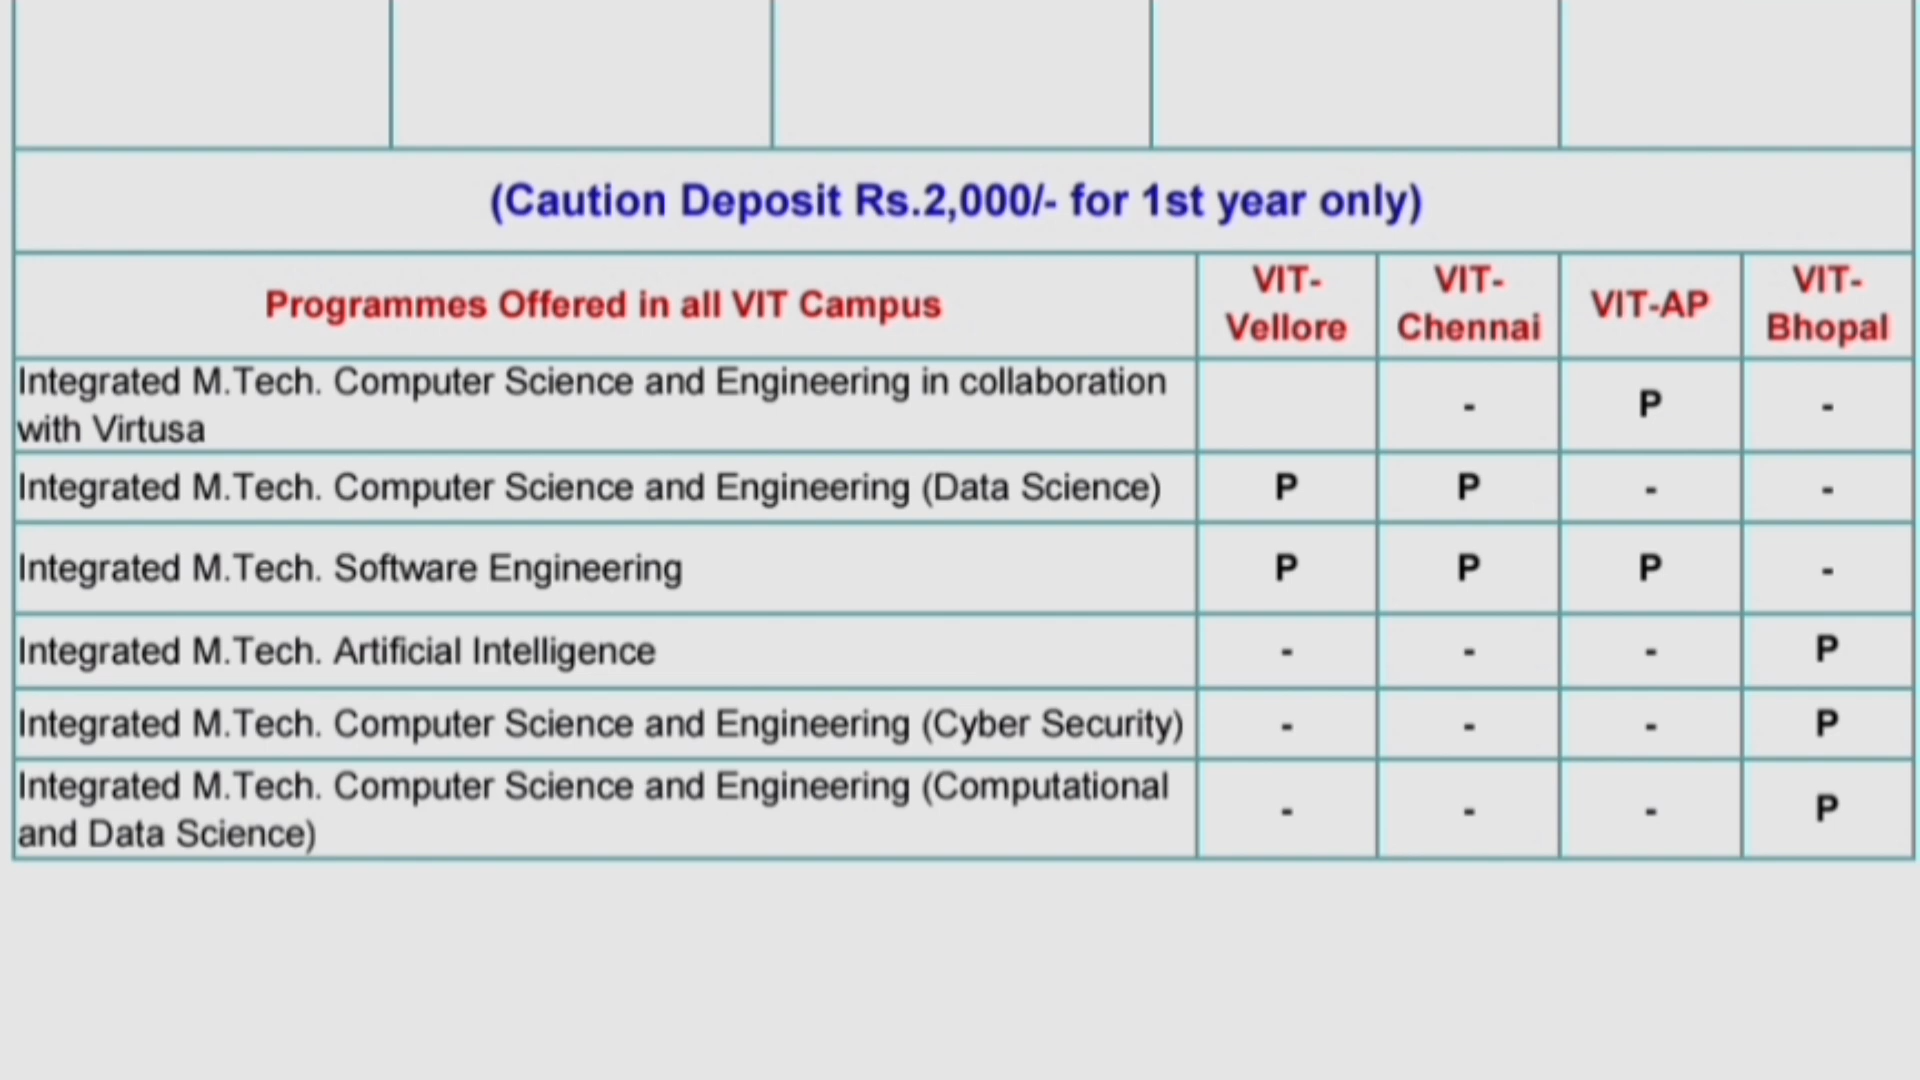 (Caution Deposit Rs.2,000/- for 1st year only)
Programmes Offered in all VIT Campus VIT-Vellore VIT-Chennai VIT-AP VIT-Bhopal
Integrated M.Tech. Computer Science and Engineering in collaboration
with Virtusa - P -
Integrated M.Tech. Computer Science and Engineering (Data Science) P P - -
Integrated M.Tech. Software Engineering P P P -
Integrated M.Tech. Artificial Intelligence - - - P
Integrated M.Tech. Computer Science and Engineering (Cyber Security) - - - P
Integrated M.Tech. Computer Science and Engineering (Computational
and Data Science) - - - P